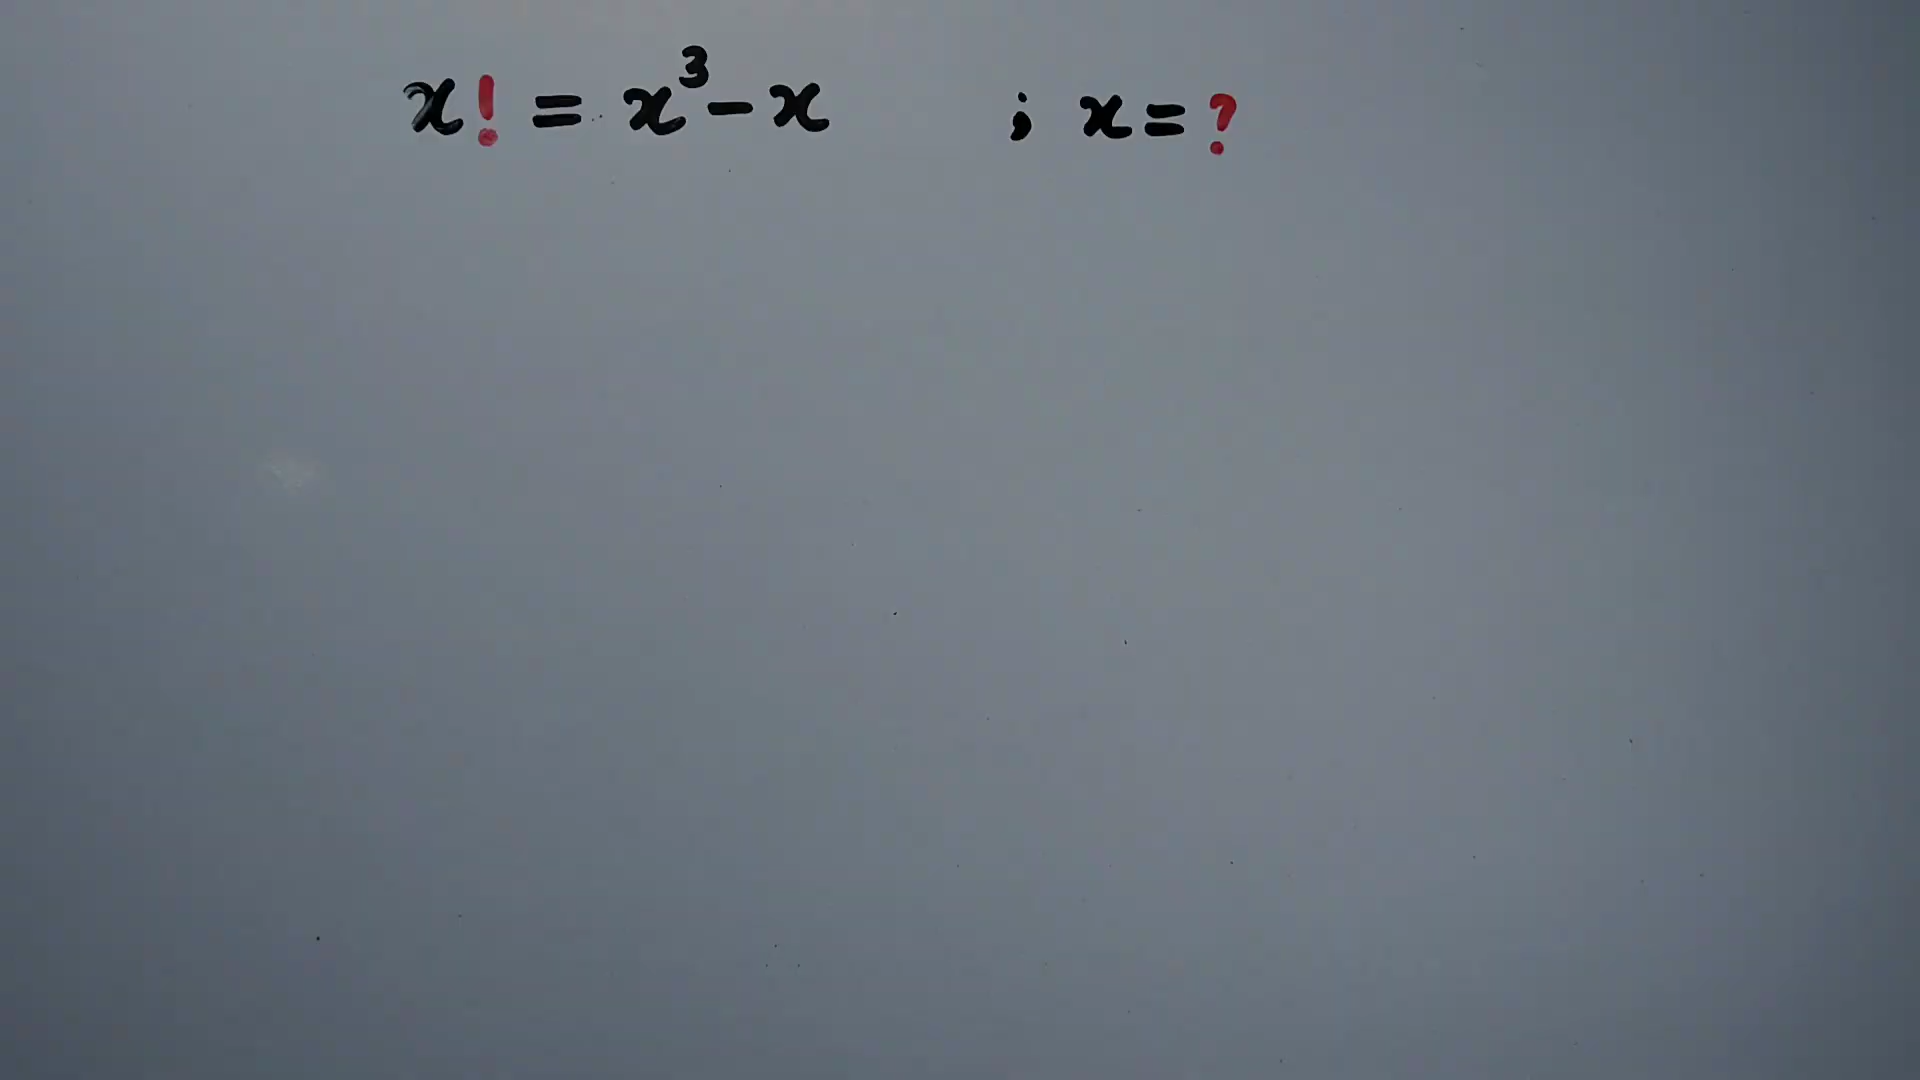 x! = x³ - x ; x = ?